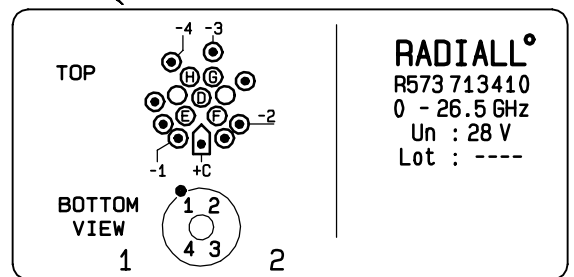 -4 -3
TOP
H G
D
E F
-2
-1 +C
BOTTOM
VIEW
1 2
4 3
1 2
RADIALL°
R573 713410
0 - 26.5 GHz
Un : 28 V
Lot : ----